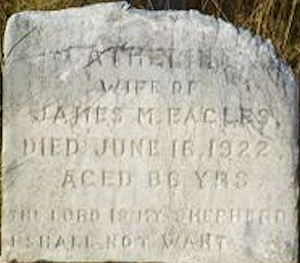 WIFE OF
JAMES M. EAGLES.
DIED JUNE 16, 1922.
AGED 86 YRS
THE LORD IS MY SHEPHERD
I SHALL NOT WANT